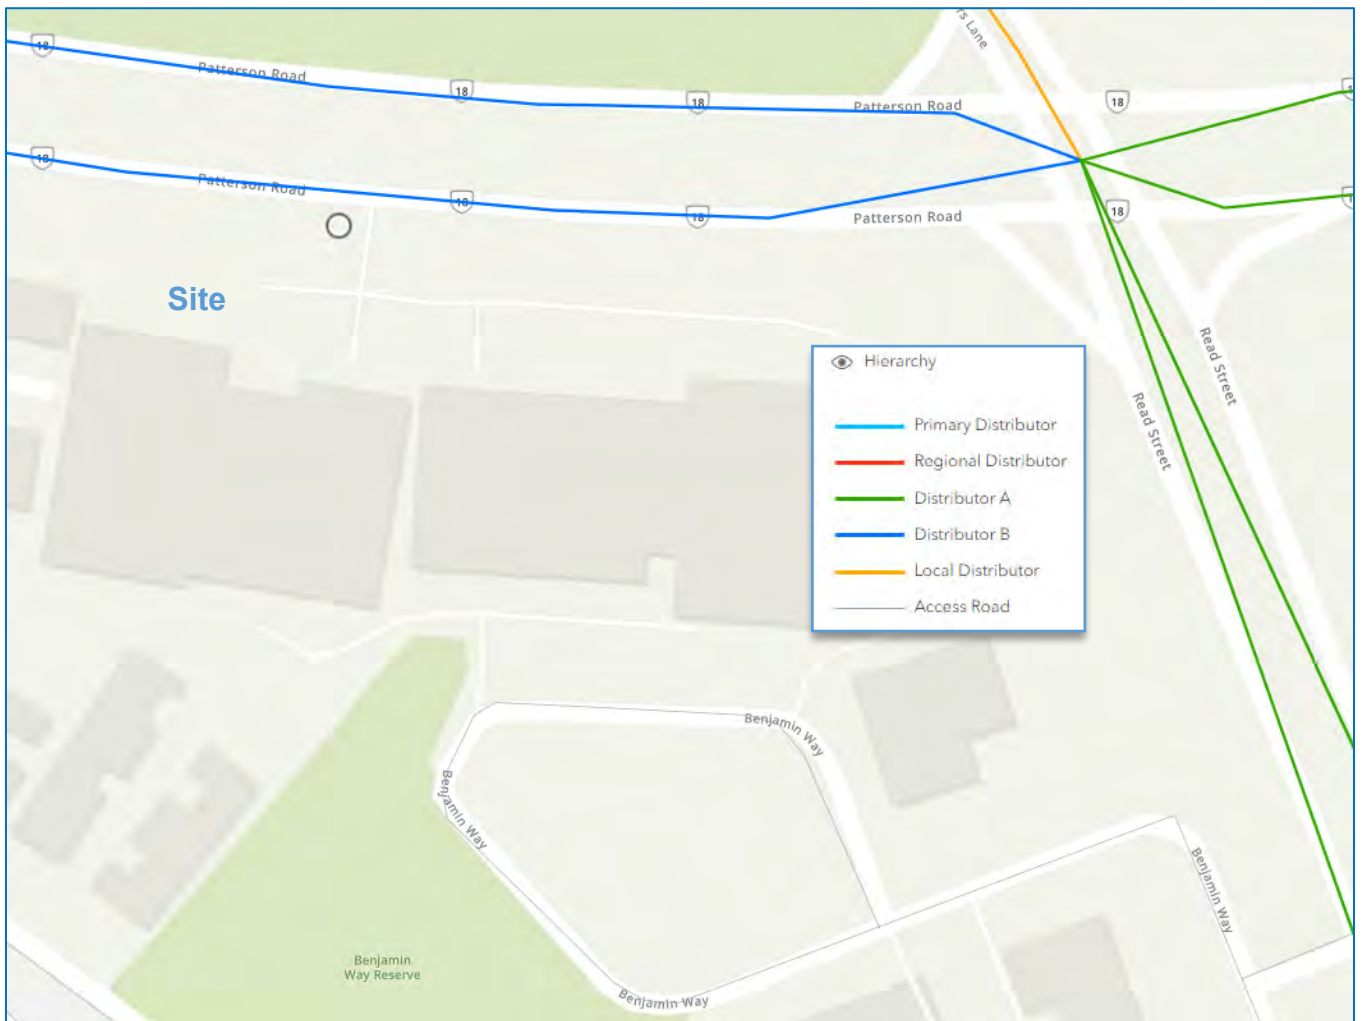 rs Lane
18
Patterson Road
18
18
Patterson Road
18
18
Patterson Road
18
18
Patterson Road
18
Site
Read Street
Read Street
Hierarchy
Primary Distributor
Regional Distributor
Distributor A
Distributor B
Local Distributor
Access Road
Benjamin Way
Benjamin Way
Benjamin Way
Benjamin
Way Reserve
Benjamin Way